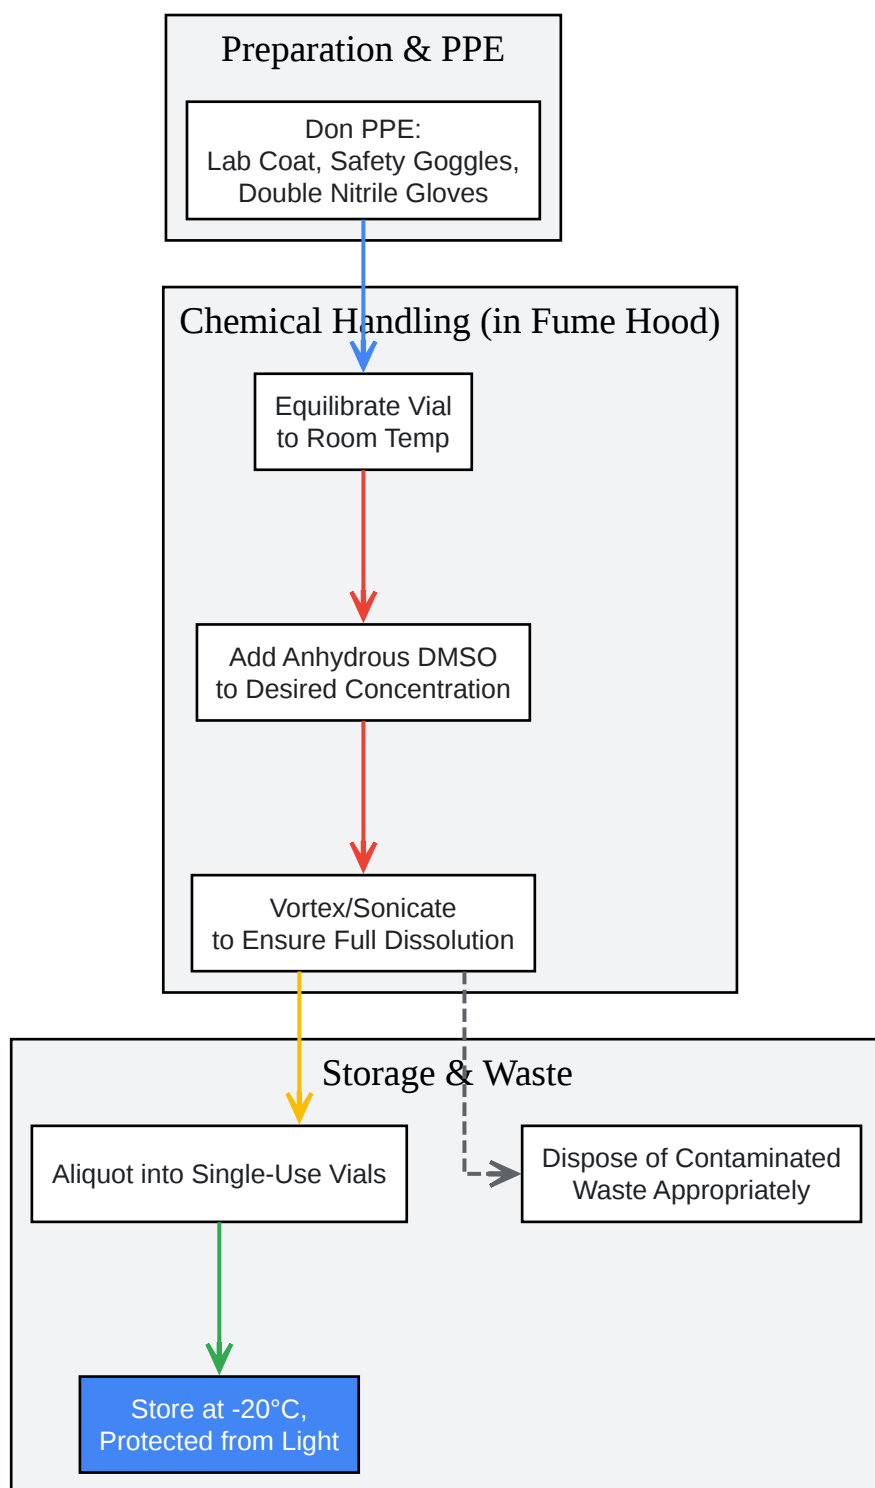 Preparation & PPE
Don PPE:
Lab Coat, Safety Goggles,
Double Nitrile Gloves
Chemical Handling (in Fume Hood)
Equilibrate Vial
to Room Temp
Add Anhydrous DMSO
to Desired Concentration
Vortex/Sonicate
to Ensure Full Dissolution
Storage & Waste
Aliquot into Single-Use Vials
Dispose of Contaminated
Waste Appropriately
Store at -20°C,
Protected from Light